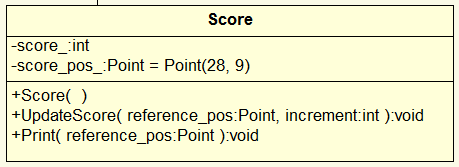 Score
-score_:int
-score_pos_:Point = Point(28, 9)
+Score(  )
+UpdateScore( reference_pos:Point, increment:int ):void
+Print( reference_pos:Point ):void